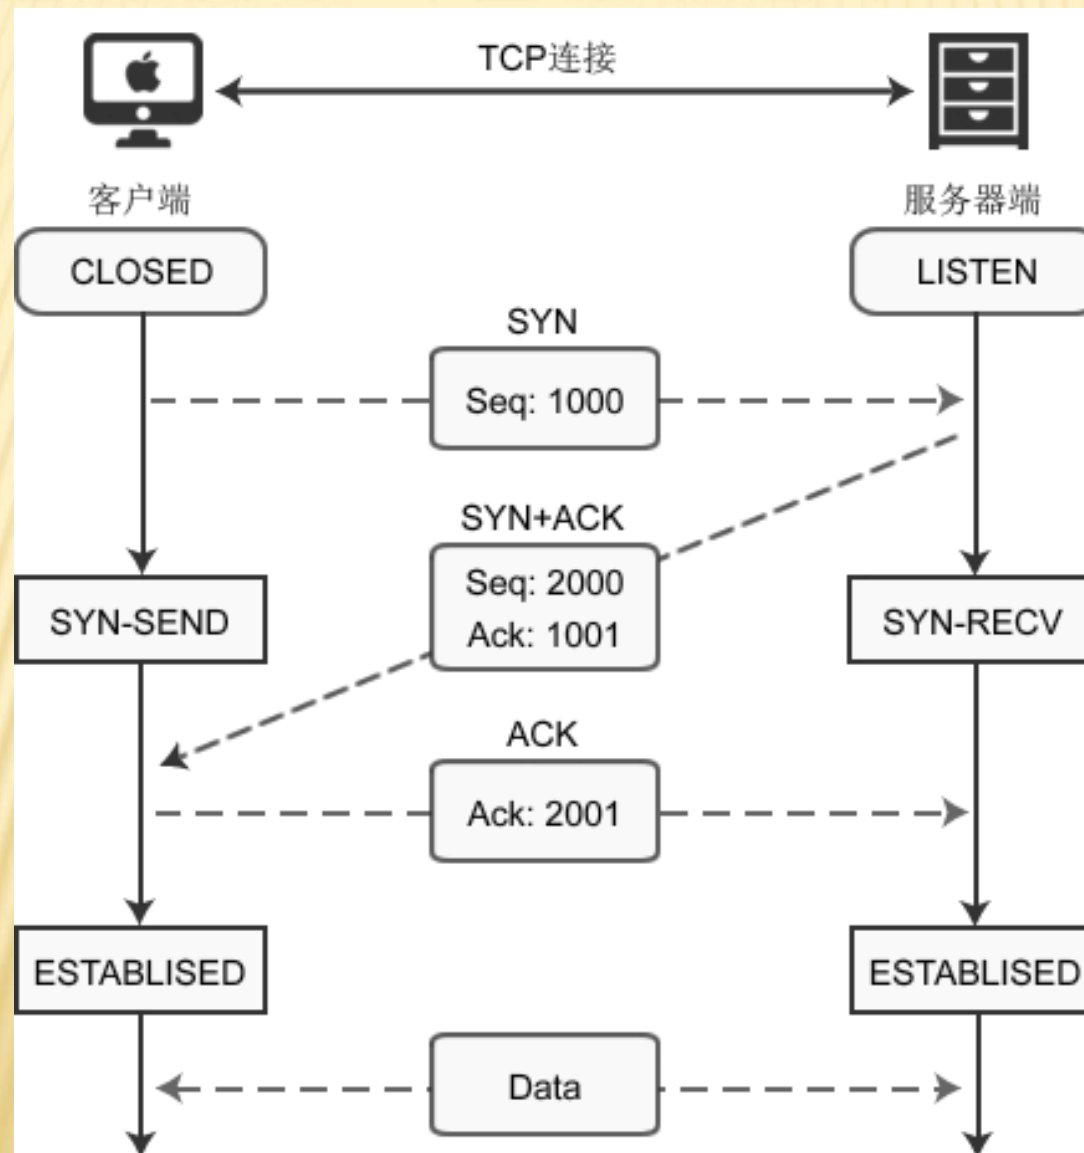 TCP连接
客户端
服务器端
CLOSED
LISTEN
SYN
Seq: 1000
SYN+ACK
Seq: 2000
Ack: 1001
SYN-SEND
SYN-RECV
ACK
Ack: 2001
ESTABLISED
ESTABLISED
Data